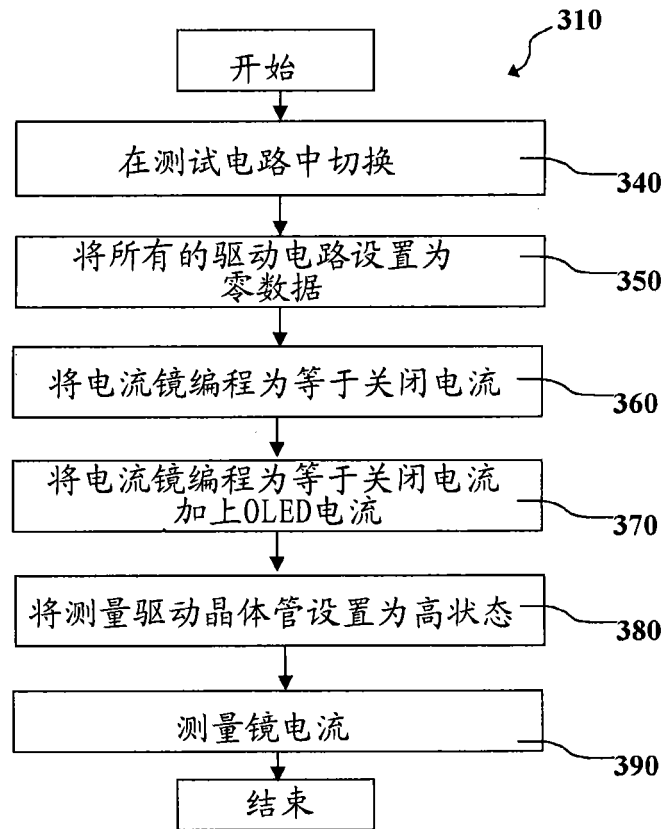 310
开始
在测试电路中切换
340
将所有的驱动电路设置为
零数据
350
将电流镜编程为等于关闭电流
360
将电流镜编程为等于关闭电流
加上OLED电流
370
将测量驱动晶体管设置为高状态
380
测量镜电流
390
结束